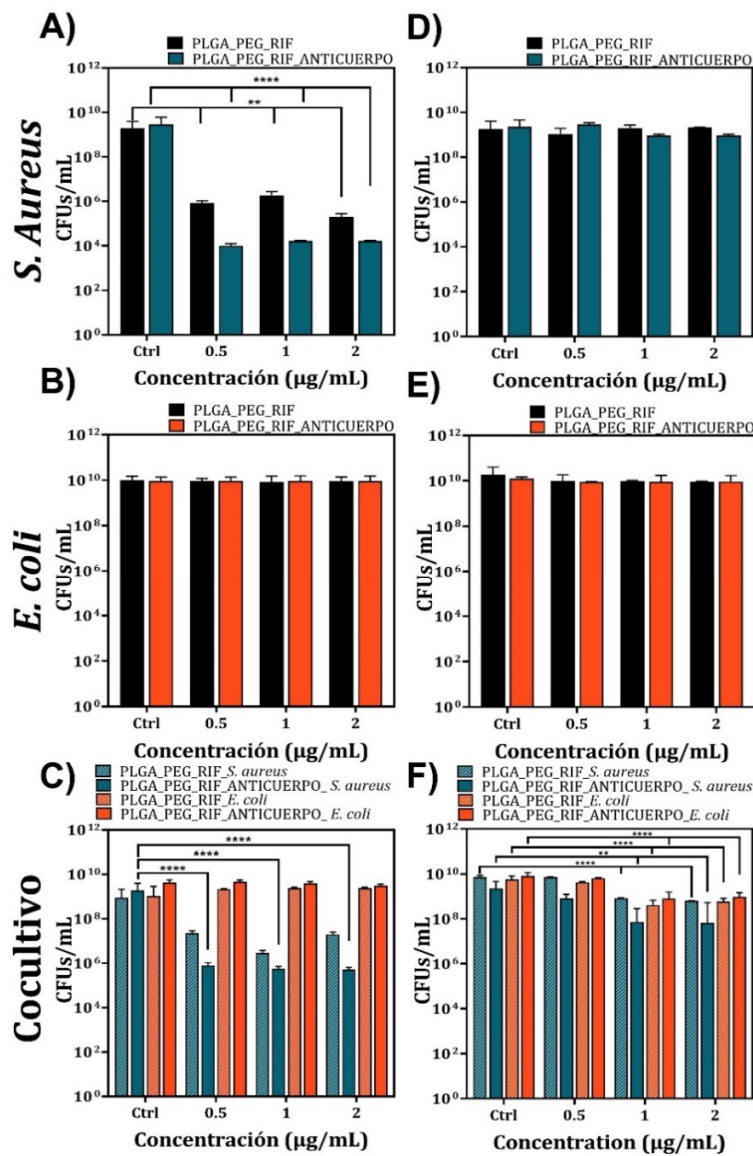 A)
PLGA_PEG_RIF
PLGA_PEG_RIF_ANTICUERPO
S. Aureus
CFUs/mL
10¹²
10¹⁰
10⁸
10⁶
10⁴
10²
10⁰
****
**
Ctrl 0.5 1 2
Concentración (µg/mL)
D)
PLGA_PEG_RIF
PLGA_PEG_RIF_ANTICUERPO
CFUs/mL
10¹²
10¹⁰
10⁸
10⁶
10⁴
10²
10⁰
Ctrl 0.5 1 2
Concentración (µg/mL)
B)
PLGA_PEG_RIF
PLGA_PEG_RIF_ANTICUERPO
E. coli
CFUs/mL
10¹²
10¹⁰
10⁸
10⁶
10⁴
10²
10⁰
Ctrl 0.5 1 2
Concentración (µg/mL)
E)
PLGA_PEG_RIF
PLGA_PEG_RIF_ANTICUERPO
CFUs/mL
10¹²
10¹⁰
10⁸
10⁶
10⁴
10²
10⁰
Ctrl 0.5 1 2
Concentración (µg/mL)
C)
PLGA_PEG_RIF_S. aureus
PLGA_PEG_RIF_ANTICUERPO_ S. aureus
PLGA_PEG_RIF_E. coli
PLGA_PEG_RIF_ANTICUERPO_ E. coli
Cocultivo
CFUs/mL
10¹²
10¹⁰
10⁸
10⁶
10⁴
10²
10⁰
****
****
****
Ctrl 0.5 1 2
Concentración (µg/mL)
F)
PLGA_PEG_RIF_S. aureus
PLGA_PEG_RIF_ANTICUERPO_ S. aureus
PLGA_PEG_RIF_E. coli
PLGA_PEG_RIF_ANTICUERPO_ E. coli
CFUs/mL
10¹²
10¹⁰
10⁸
10⁶
10⁴
10²
10⁰
****
****
**
****
Ctrl 0.5 1 2
Concentration (µg/mL)